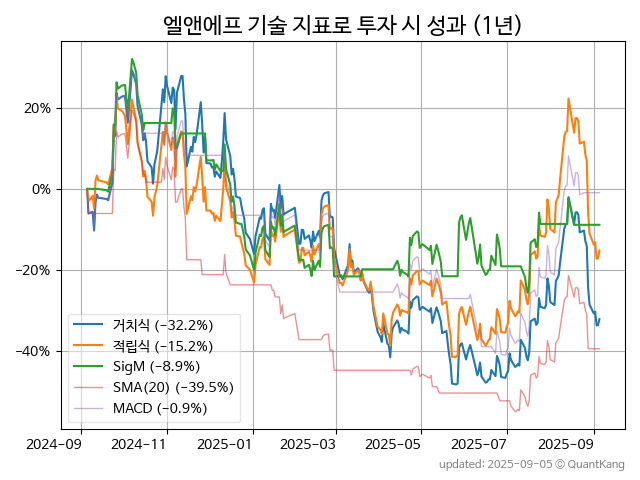 엘앤에프 기술 지표로 투자 시 성과 (1년)
20%
0%
−20%
−40%
거치식 (−32.2%)
적립식 (−15.2%)
SigM (−8.9%)
SMA(20) (−39.5%)
MACD (−0.9%)
2024-09 2024-11 2025-01 2025-03 2025-05 2025-07 2025-09
updated: 2025-09-05 © QuantKang